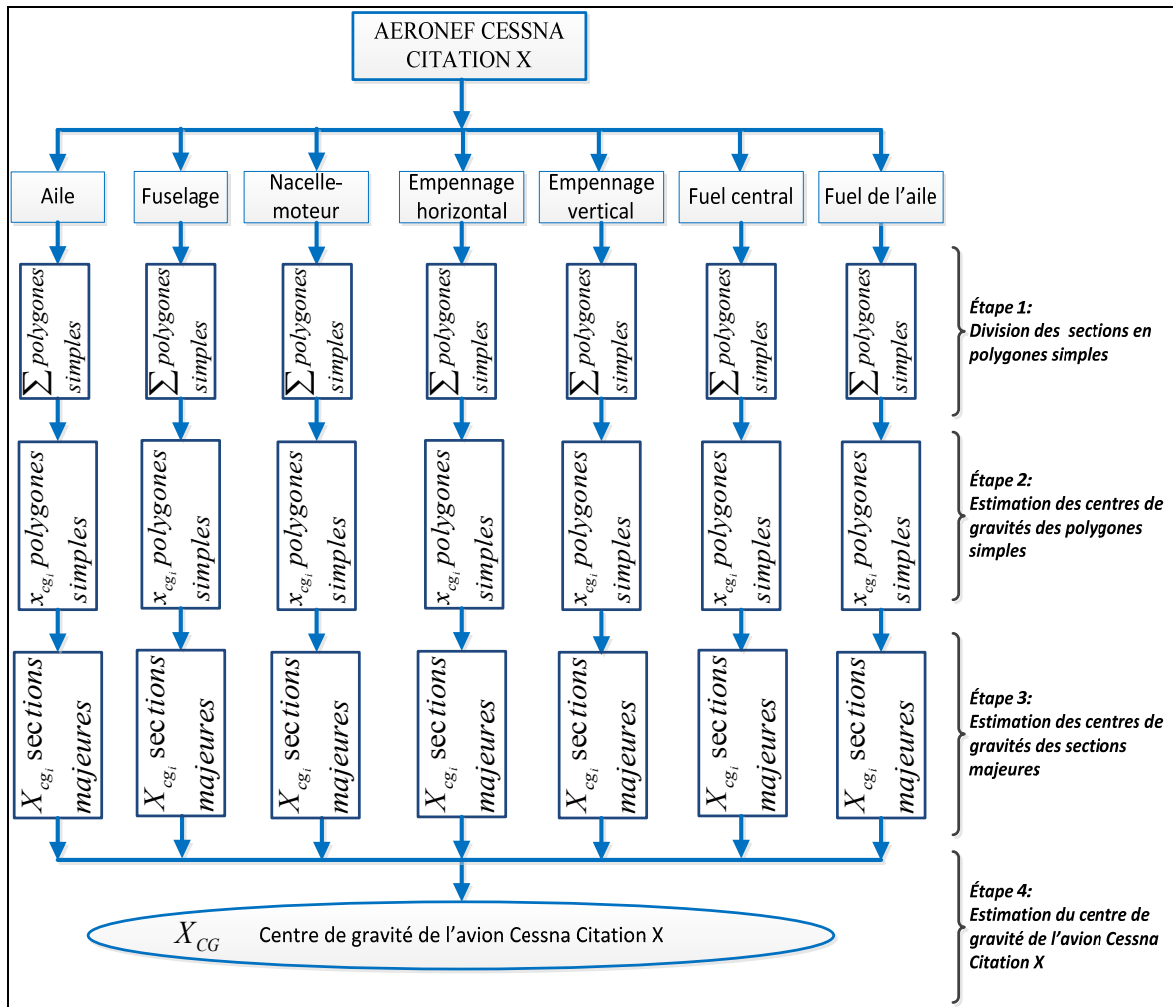 AERONEF CESSNA
CITATION X
Aile
Fuselage
Nacelle-
moteur
Empennage
horizontal
Empennage
vertical
Fuel central
Fuel de l'aile
∑ polygones
simples
∑ polygones
simples
∑ polygones
simples
∑ polygones
simples
∑ polygones
simples
∑ polygones
simples
∑ polygones
simples
Étape 1:
Division des sections en
polygones simples
x_cg_i polygones
simples
x_cg_i polygones
simples
x_cg_i polygones
simples
x_cg_i polygones
simples
x_cg_i polygones
simples
x_cg_i polygones
simples
x_cg_i polygones
simples
Étape 2:
Estimation des centres de
gravités des polygones
simples
X_cg_i sections
majeures
X_cg_i sections
majeures
X_cg_i sections
majeures
X_cg_i sections
majeures
X_cg_i sections
majeures
X_cg_i sections
majeures
X_cg_i sections
majeures
Étape 3:
Estimation des centres de
gravités des sections
majeures
X_CG Centre de gravité de l'avion Cessna Citation X
Étape 4:
Estimation du centre de
gravité de l'avion Cessna
Citation X